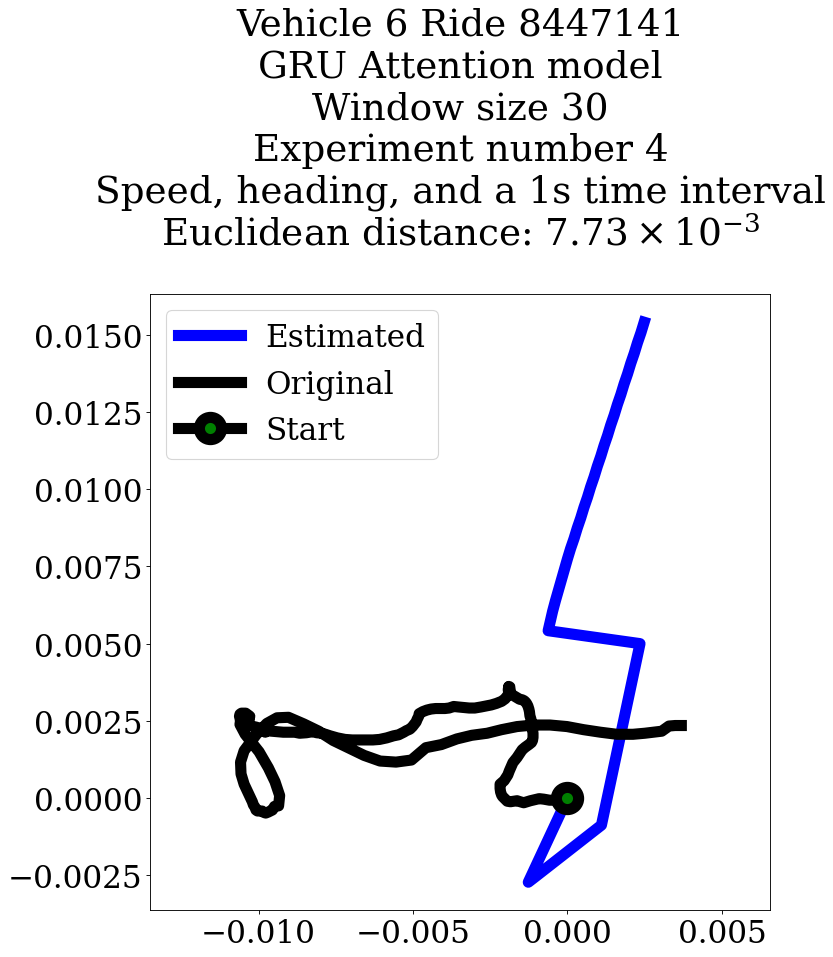 Vehicle 6 Ride 8447141
GRU Attention model
Window size 30
Experiment number 4
Speed, heading, and a 1s time interval
Euclidean distance: 7.73 × 10⁻³
Estimated
Original
Start
0.0150
0.0125
0.0100
0.0075
0.0050
0.0025
0.0000
−0.0025
−0.010 −0.005 0.000 0.005